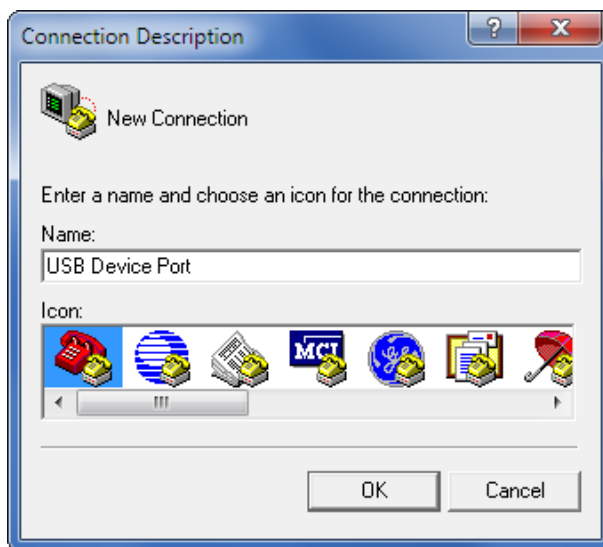 Connection Description
?
New Connection
Enter a name and choose an icon for the connection:
Name:
USB Device Port
Icon:
MCI
OK
Cancel